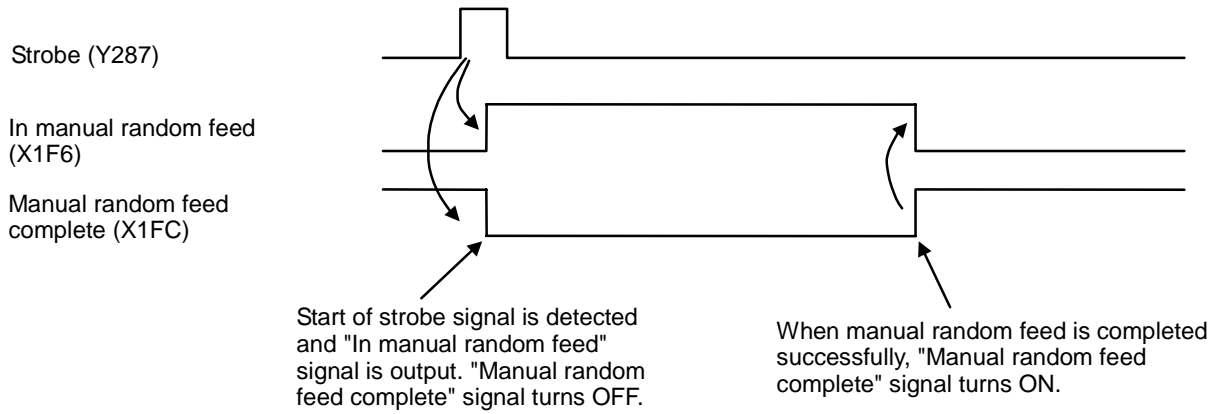 Strobe (Y287)
In manual random feed
(X1F6)
Manual random feed
complete (X1FC)
Start of strobe signal is detected
and "In manual random feed"
signal is output. "Manual random
feed complete" signal turns OFF.
When manual random feed is completed
successfully, "Manual random feed
complete" signal turns ON.